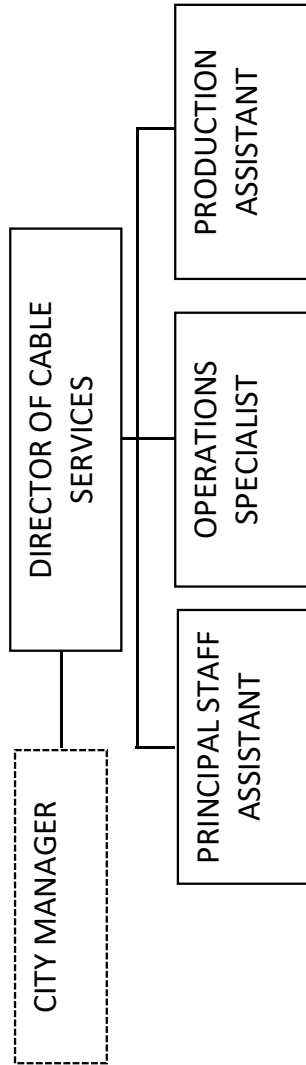 CITY MANAGER
DIRECTOR OF CABLE
SERVICES
PRINCIPAL STAFF
ASSISTANT
OPERATIONS
SPECIALIST
PRODUCTION
ASSISTANT